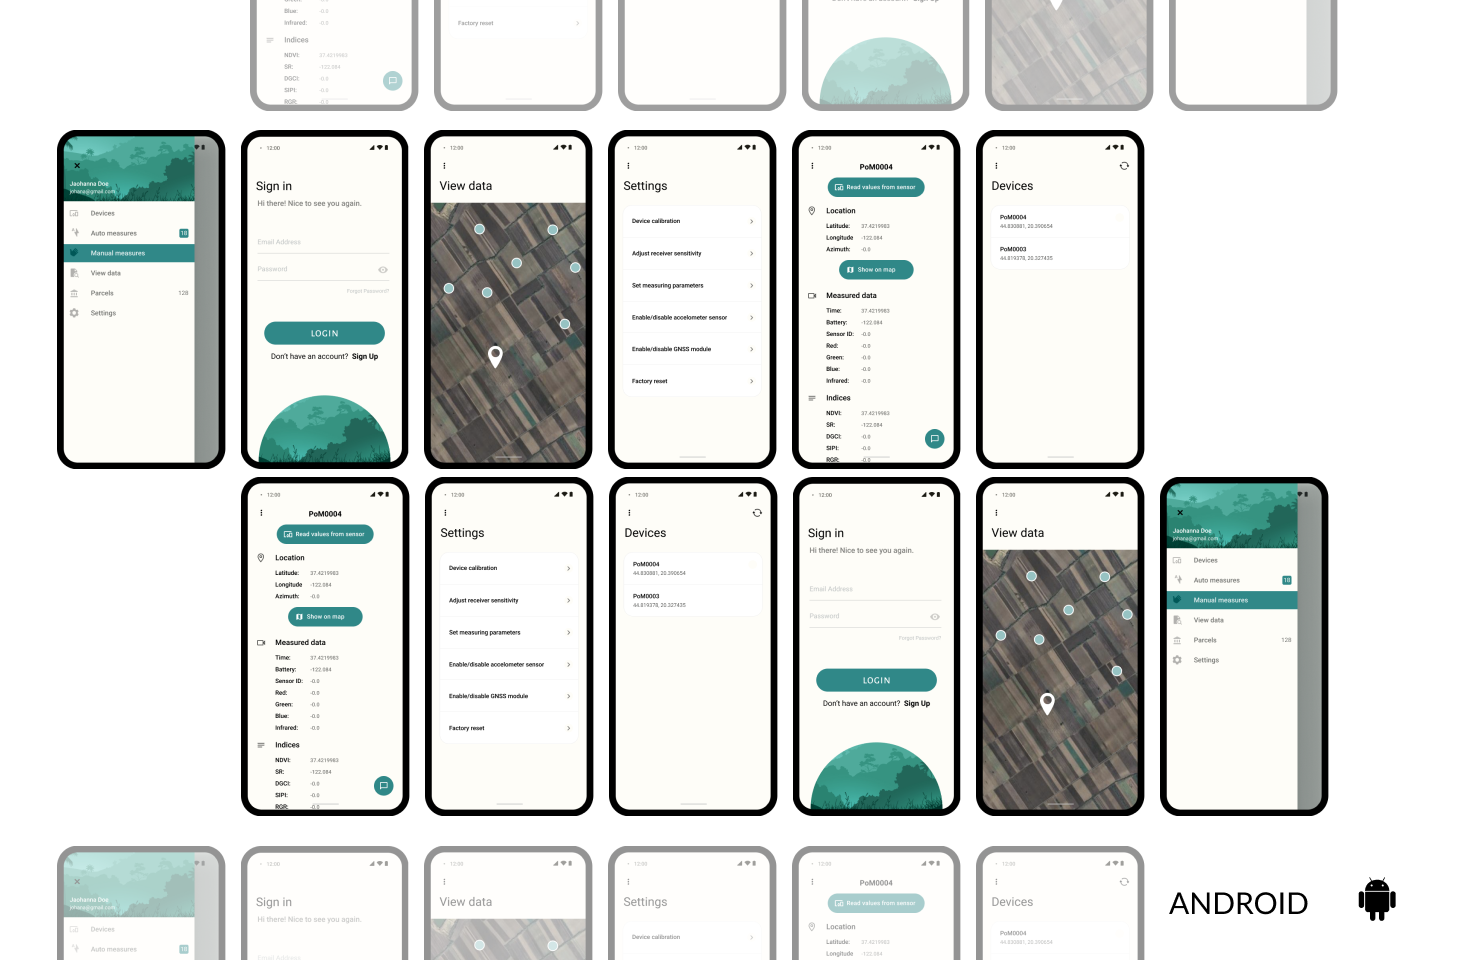 Blue: -0.0
Infrared: -0.0
Indices
NDVI: 37.4219983
SR: -122.084
DGCI: -0.0
SIPI: -0.0
RGR: -0.0
Factory reset
Don't have an account? Sign Up
Jaohanna Doe
johana@gmail.com
Devices
Auto measures 18
Manual measures
View data
Parcels 128
Settings
12:00
Sign in
Hi there! Nice to see you again.
Email Address
Password
Forgot Password?
LOGIN
Don't have an account? Sign Up
12:00
View data
12:00
Settings
Device calibration
Adjust receiver sensitivity
Set measuring parameters
Enable/disable accelometer sensor
Enable/disable GNSS module
Factory reset
12:00
PoM0004
Read values from sensor
Location
Latitude: 37.4219983
Longitude -122.084
Azimuth: -0.0
Show on map
Measured data
Time: 37.4219983
Battery: -122.084
Sensor ID: -0.0
Red: -0.0
Green: -0.0
Blue: -0.0
Infrared: -0.0
Indices
NDVI: 37.4219983
SR: -122.084
DGCI: -0.0
SIPI: -0.0
RGR: -0.0
12:00
Devices
PoM0004
44.830881, 20.390654
PoM0003
44.819378, 20.327435
12:00
PoM0004
Read values from sensor
Location
Latitude: 37.4219983
Longitude -122.084
Azimuth: -0.0
Show on map
Measured data
Time: 37.4219983
Battery: -122.084
Sensor ID: -0.0
Red: -0.0
Green: -0.0
Blue: -0.0
Infrared: -0.0
Indices
NDVI: 37.4219983
SR: -122.084
DGCI: -0.0
SIPI: -0.0
RGR: -0.0
12:00
Settings
Device calibration
Adjust receiver sensitivity
Set measuring parameters
Enable/disable accelometer sensor
Enable/disable GNSS module
Factory reset
12:00
Devices
PoM0004
44.830881, 20.390654
PoM0003
44.819378, 20.327435
12:00
Sign in
Hi there! Nice to see you again.
Email Address
Password
Forgot Password?
LOGIN
Don't have an account? Sign Up
12:00
View data
Jaohanna Doe
johana@gmail.com
Devices
Auto measures 18
Manual measures
View data
Parcels 128
Settings
Jaohanna Doe
johana@gmail.com
Devices
Auto measures 18
12:00
Sign in
Hi there! Nice to see you again.
Email Address
12:00
View data
12:00
Settings
Device calibration
12:00
PoM0004
Read values from sensor
Location
Latitude: 37.4219983
Longitude -122.084
12:00
Devices
PoM0004
44.830881, 20.390654
ANDROID